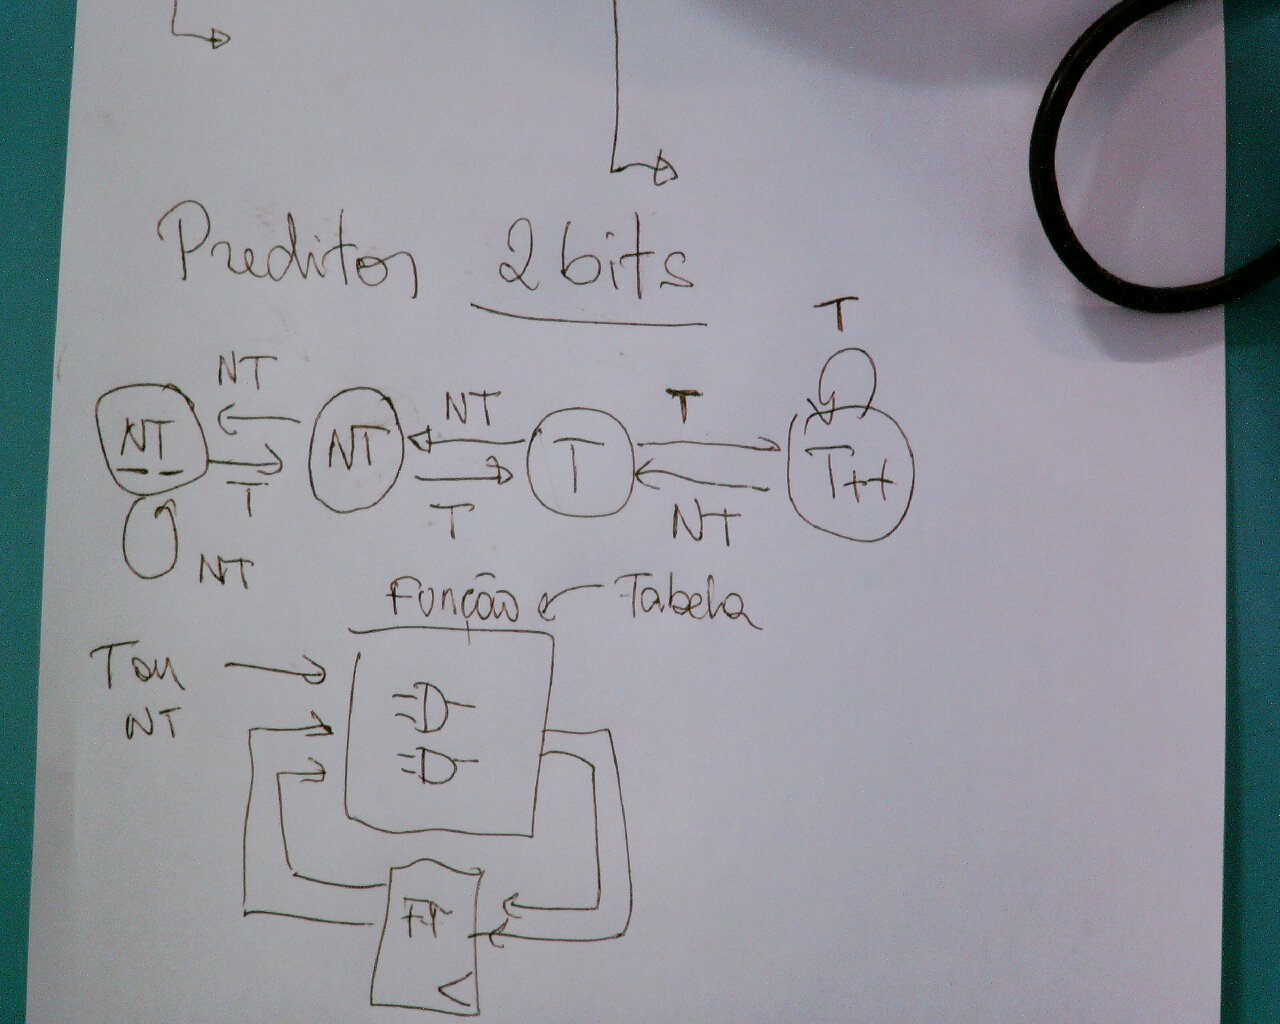 Preditor 2 bits
T
NT NT T
NT NT T T++
T T NT
NT
Função Tabela
T ou
NT
FF